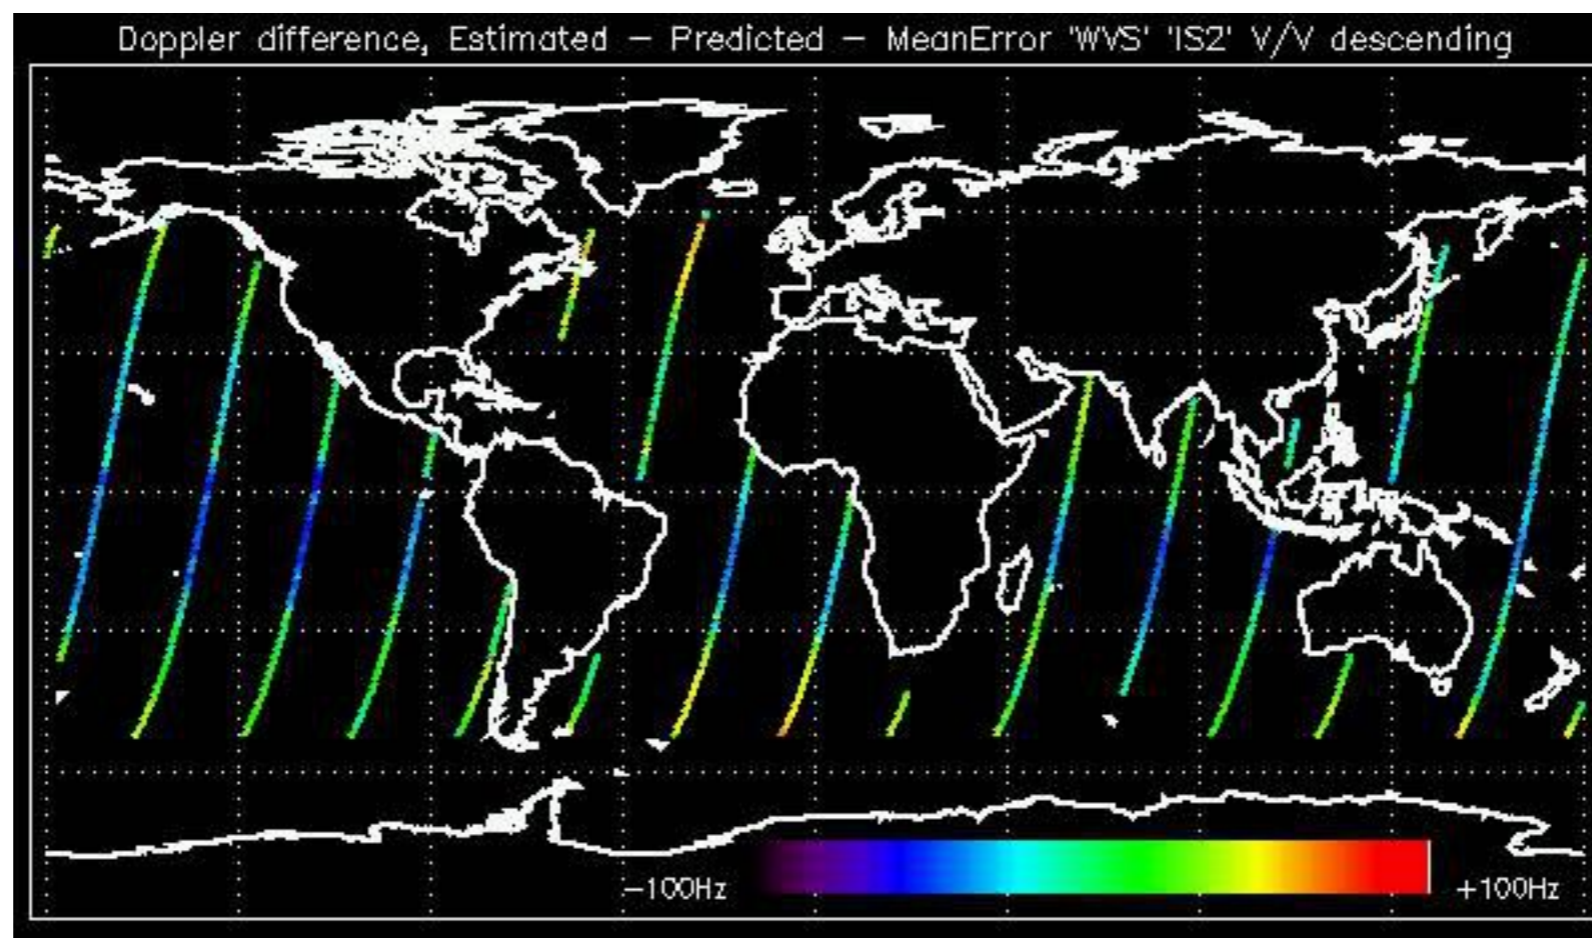 Doppler difference, Estimated – Predicted – MeanError 'WVS' 'IS2' V/V descending
–100Hz
+100Hz